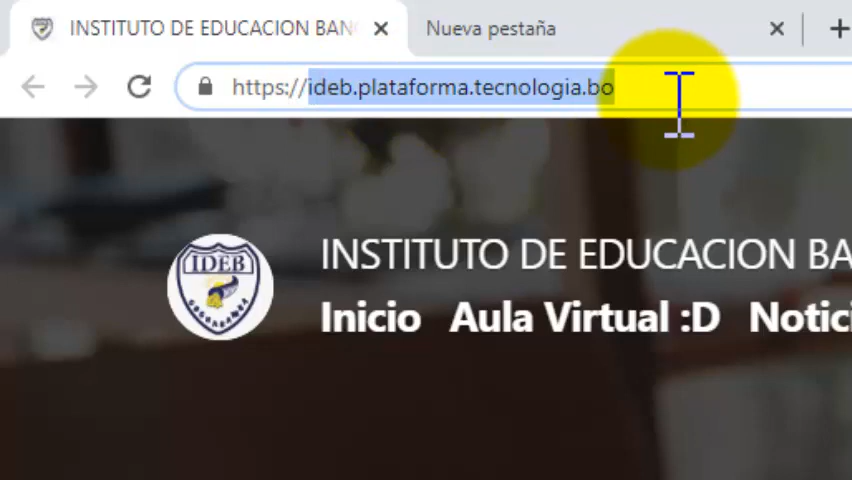 INSTITUTO DE EDUCACION BAN
Nueva pestaña
https://ideb.plataforma.tecnologia.bo
IDEB
COCHABAMBA
INSTITUTO DE EDUCACION BA
Inicio Aula Virtual :D Notici